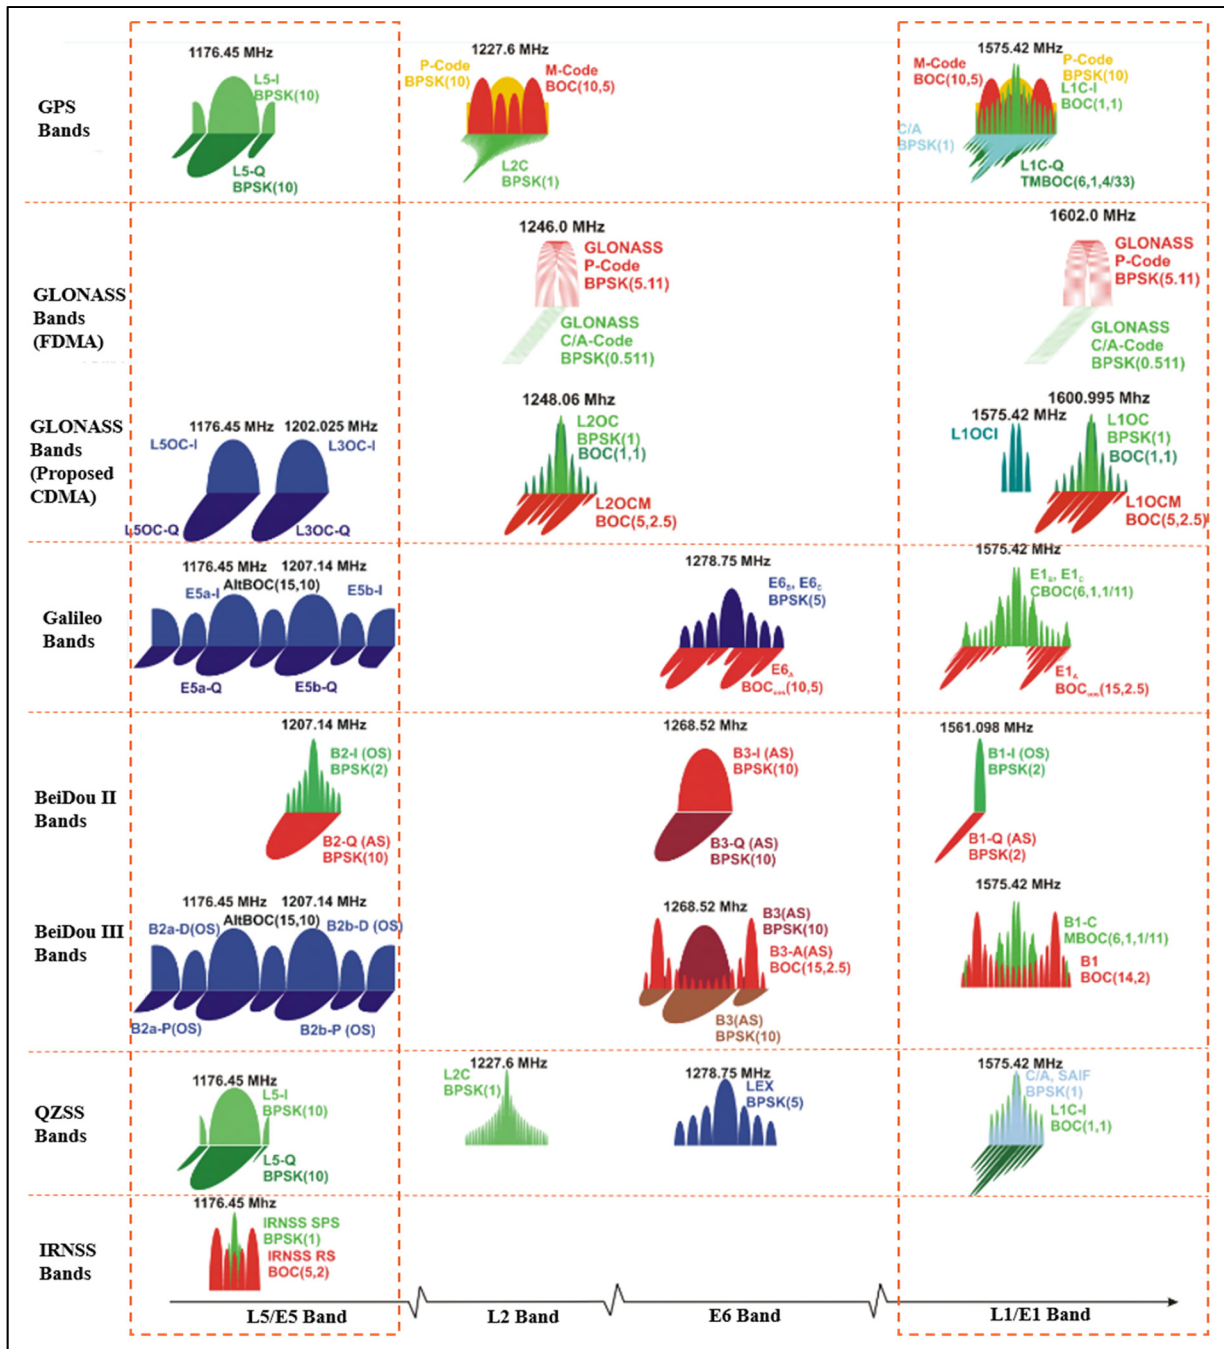 1176.45 MHz
L5-I
BPSK(10)
L5-Q
BPSK(10)
1227.6 MHz
P-Code
BPSK(10)
M-Code
BOC(10,5)
L2C
BPSK(1)
1575.42 MHz
M-Code
BOC(10,5)
P-Code
BPSK(10)
L1C-I
BOC(1,1)
C/A
BPSK(1)
L1C-Q
TMBOC(6,1,4/33)
GPS
Bands
1246.0 MHz
GLONASS
P-Code
BPSK(5.11)
GLONASS
C/A-Code
BPSK(0.511)
1602.0 MHz
GLONASS
P-Code
BPSK(5.11)
GLONASS
C/A-Code
BPSK(0.511)
GLONASS
Bands
(FDMA)
GLONASS
Bands
(Proposed
CDMA)
1176.45 MHz
1202.025 MHz
L5OC-I
L3OC-I
L5OC-Q
L3OC-Q
1248.06 Mhz
L2OC
BPSK(1)
BOC(1,1)
L2OCM
BOC(5,2.5)
1575.42 MHz
L1OCI
1600.995 Mhz
L1OC
BPSK(1)
BOC(1,1)
L1OCM
BOC(5,2.5)
Galileo
Bands
1176.45 MHz
1207.14 MHz
AltBOC(15,10)
E5a-I
E5b-I
E5a-Q
E5b-Q
1278.75 MHz
E6B, E6C
BPSK(5)
E6A
BOCcos(10,5)
1575.42 MHz
E1B, E1C
CBOC(6,1,1/11)
E1A
BOCcos(15,2.5)
BeiDou II
Bands
1207.14 MHz
B2-I (OS)
BPSK(2)
B2-Q (AS)
BPSK(10)
1268.52 Mhz
B3-I (AS)
BPSK(10)
B3-Q (AS)
BPSK(10)
1561.098MHz
B1-I (OS)
BPSK(2)
B1-Q (AS)
BPSK(2)
BeiDou III
Bands
1176.45 MHz
1207.14 MHz
AltBOC(15,10)
B2a-D(OS)
B2b-D (OS)
B2a-P(OS)
B2b-P (OS)
1268.52 Mhz
B3(AS)
BPSK(10)
B3-A(AS)
BOC(15,2.5)
B3(AS)
BPSK(10)
1575.42 MHz
B1-C
MBOC(6,1,1/11)
B1
BOC(14,2)
QZSS
Bands
1176.45 MHz
L5-I
BPSK(10)
L5-Q
BPSK(10)
1227.6 MHz
L2C
BPSK(1)
1278.75 MHz
LEX
BPSK(5)
1575.42 MHz
C/A, SAIF
BPSK(1)
L1C-I
BOC(1,1)
IRNSS
Bands
1176.45 Mhz
IRNSS SPS
BPSK(1)
IRNSS RS
BOC(5,2)
L5/E5 Band
L2 Band
E6 Band
L1/E1 Band